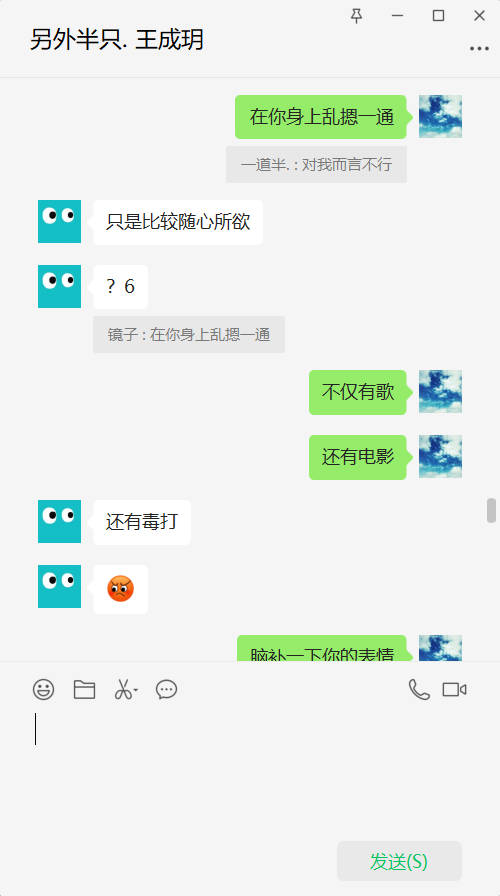 另外半只. 王成玥
在你身上乱摁一通
一道半. : 对我而言不行
只是比较随心所欲
？6
镜子 : 在你身上乱摁一通
不仅有歌
还有电影
还有毒打
脑补一下你的表情
发送(S)